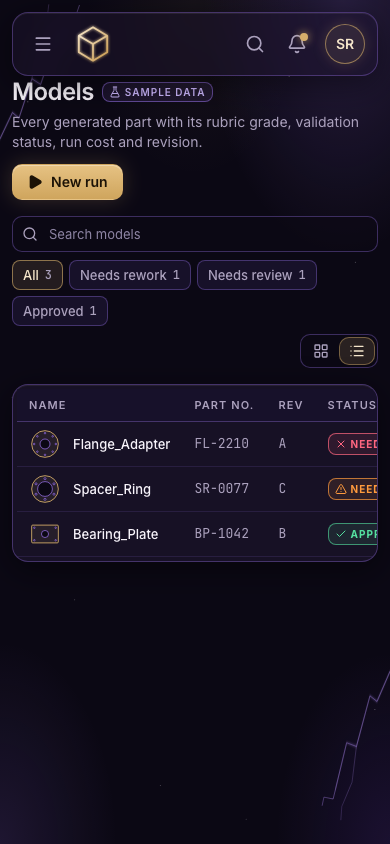 SR
Models SAMPLE DATA
Every generated part with its rubric grade, validation
status, run cost and revision.
New run
Search models
All 3 Needs rework 1 Needs review 1
Approved 1
NAME PART NO. REV STATUS
Flange_Adapter FL-2210 A NEED
Spacer_Ring SR-0077 C NEED
Bearing_Plate BP-1042 B APPR